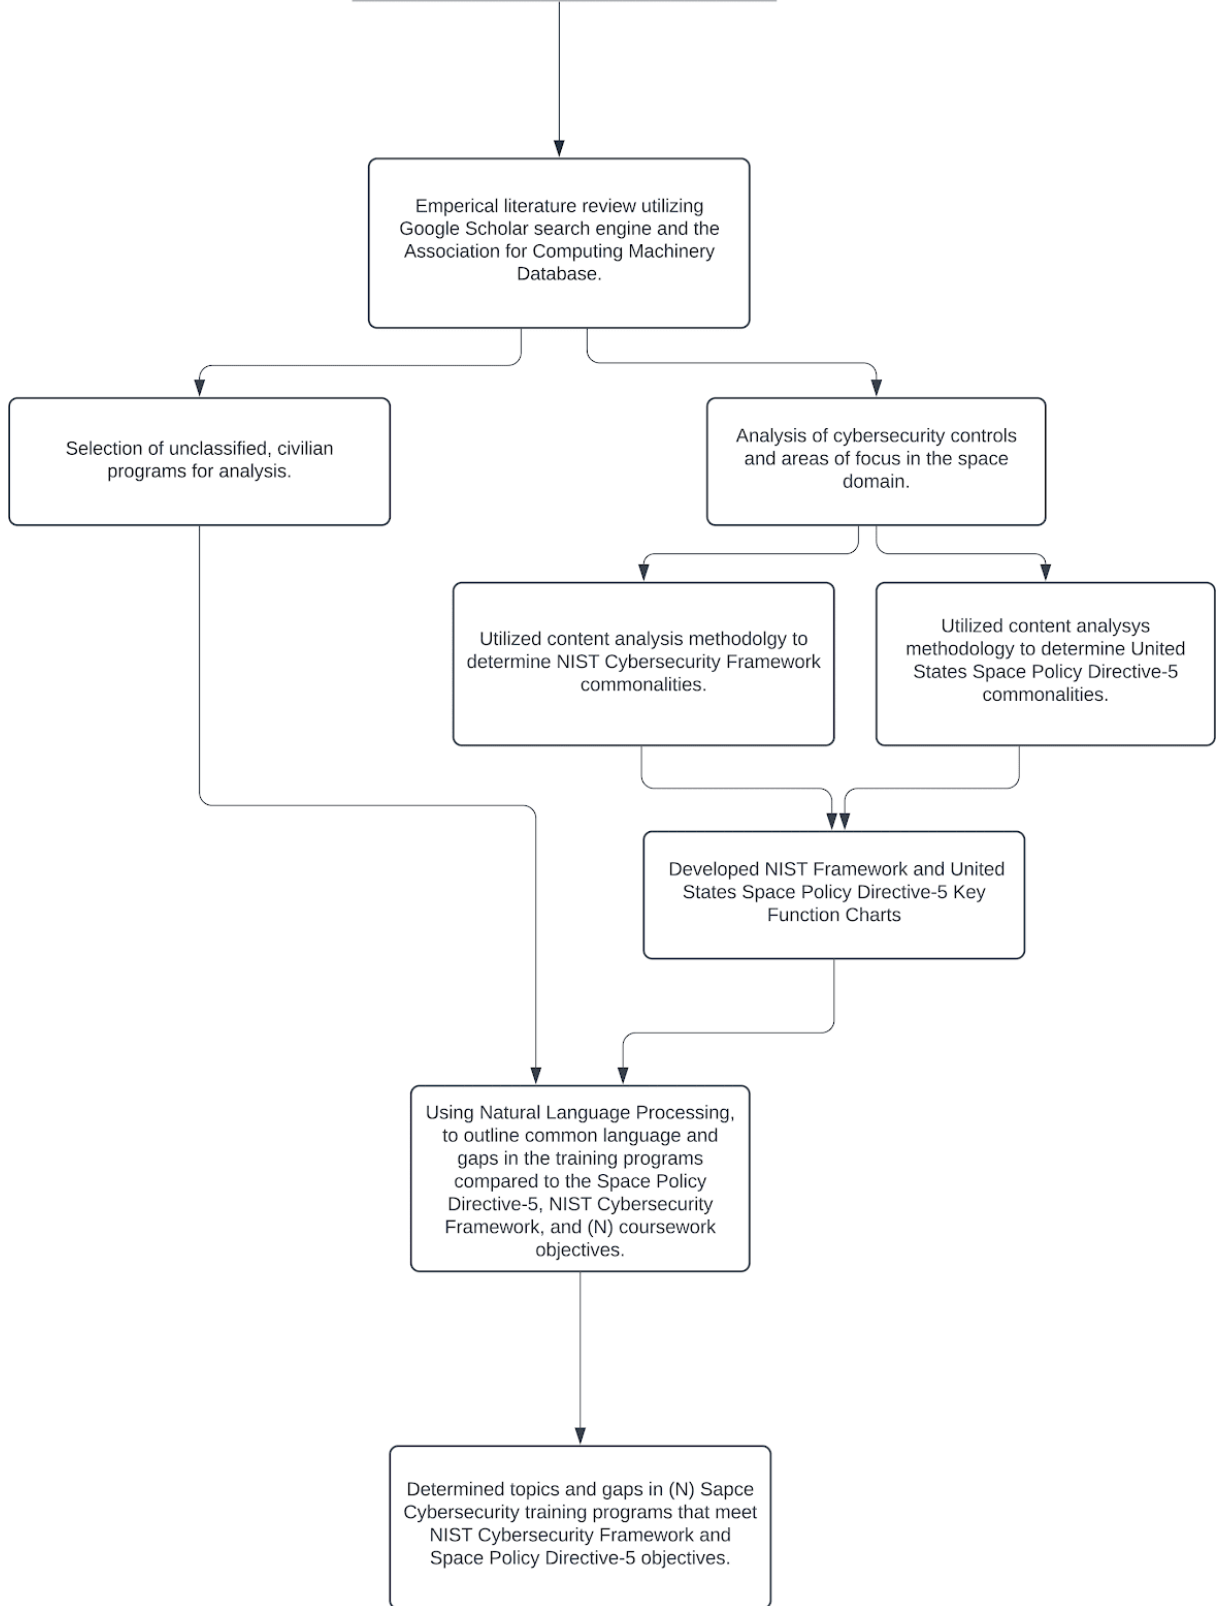 Emperical literature review utilizing
Google Scholar search engine and the
Association for Computing Machinery
Database.
Selection of unclassified, civilian
programs for analysis.
Analysis of cybersecurity controls
and areas of focus in the space
domain.
Utilized content analysis methodolgy to
determine NIST Cybersecurity Framework
commonalities.
Utilized content analysys
methodology to determine United
States Space Policy Directive-5
commonalities.
Developed NIST Framework and United
States Space Policy Directive-5 Key
Function Charts
Using Natural Language Processing,
to outline common language and
gaps in the training programs
compared to the Space Policy
Directive-5, NIST Cybersecurity
Framework, and (N) coursework
objectives.
Determined topics and gaps in (N) Sapce
Cybersecurity training programs that meet
NIST Cybersecurity Framework and
Space Policy Directive-5 objectives.